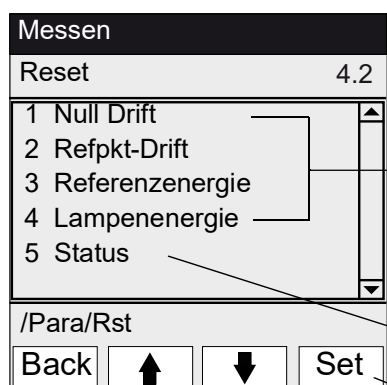 Messen
Reset 4.2
1 Null Drift
2 Refpkt-Drift
3 Referenzenergie
4 Lampenenergie
5 Status
/Para/Rst
Back Set